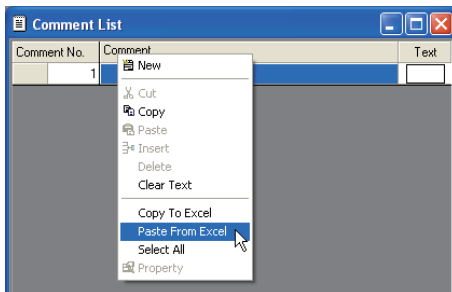 Comment List
Comment No. Comment Text
1
New
Cut
Copy
Paste
Insert
Delete
Clear Text
Copy To Excel
Paste From Excel
Select All
Property